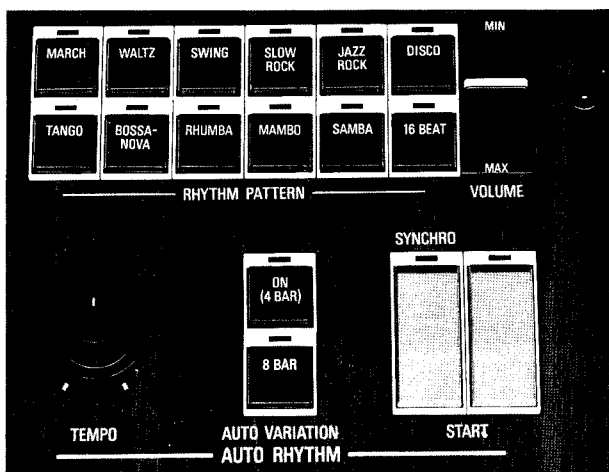 MIN
MARCH WALTZ SWING SLOW ROCK JAZZ ROCK DISCO
TANGO BOSSA-NOVA RHUMBA MAMBO SAMBA 16 BEAT
MAX
RHYTHM PATTERN VOLUME
SYNCHRO
ON
(4 BAR)
8 BAR
TEMPO AUTO VARIATION START
AUTO RHYTHM